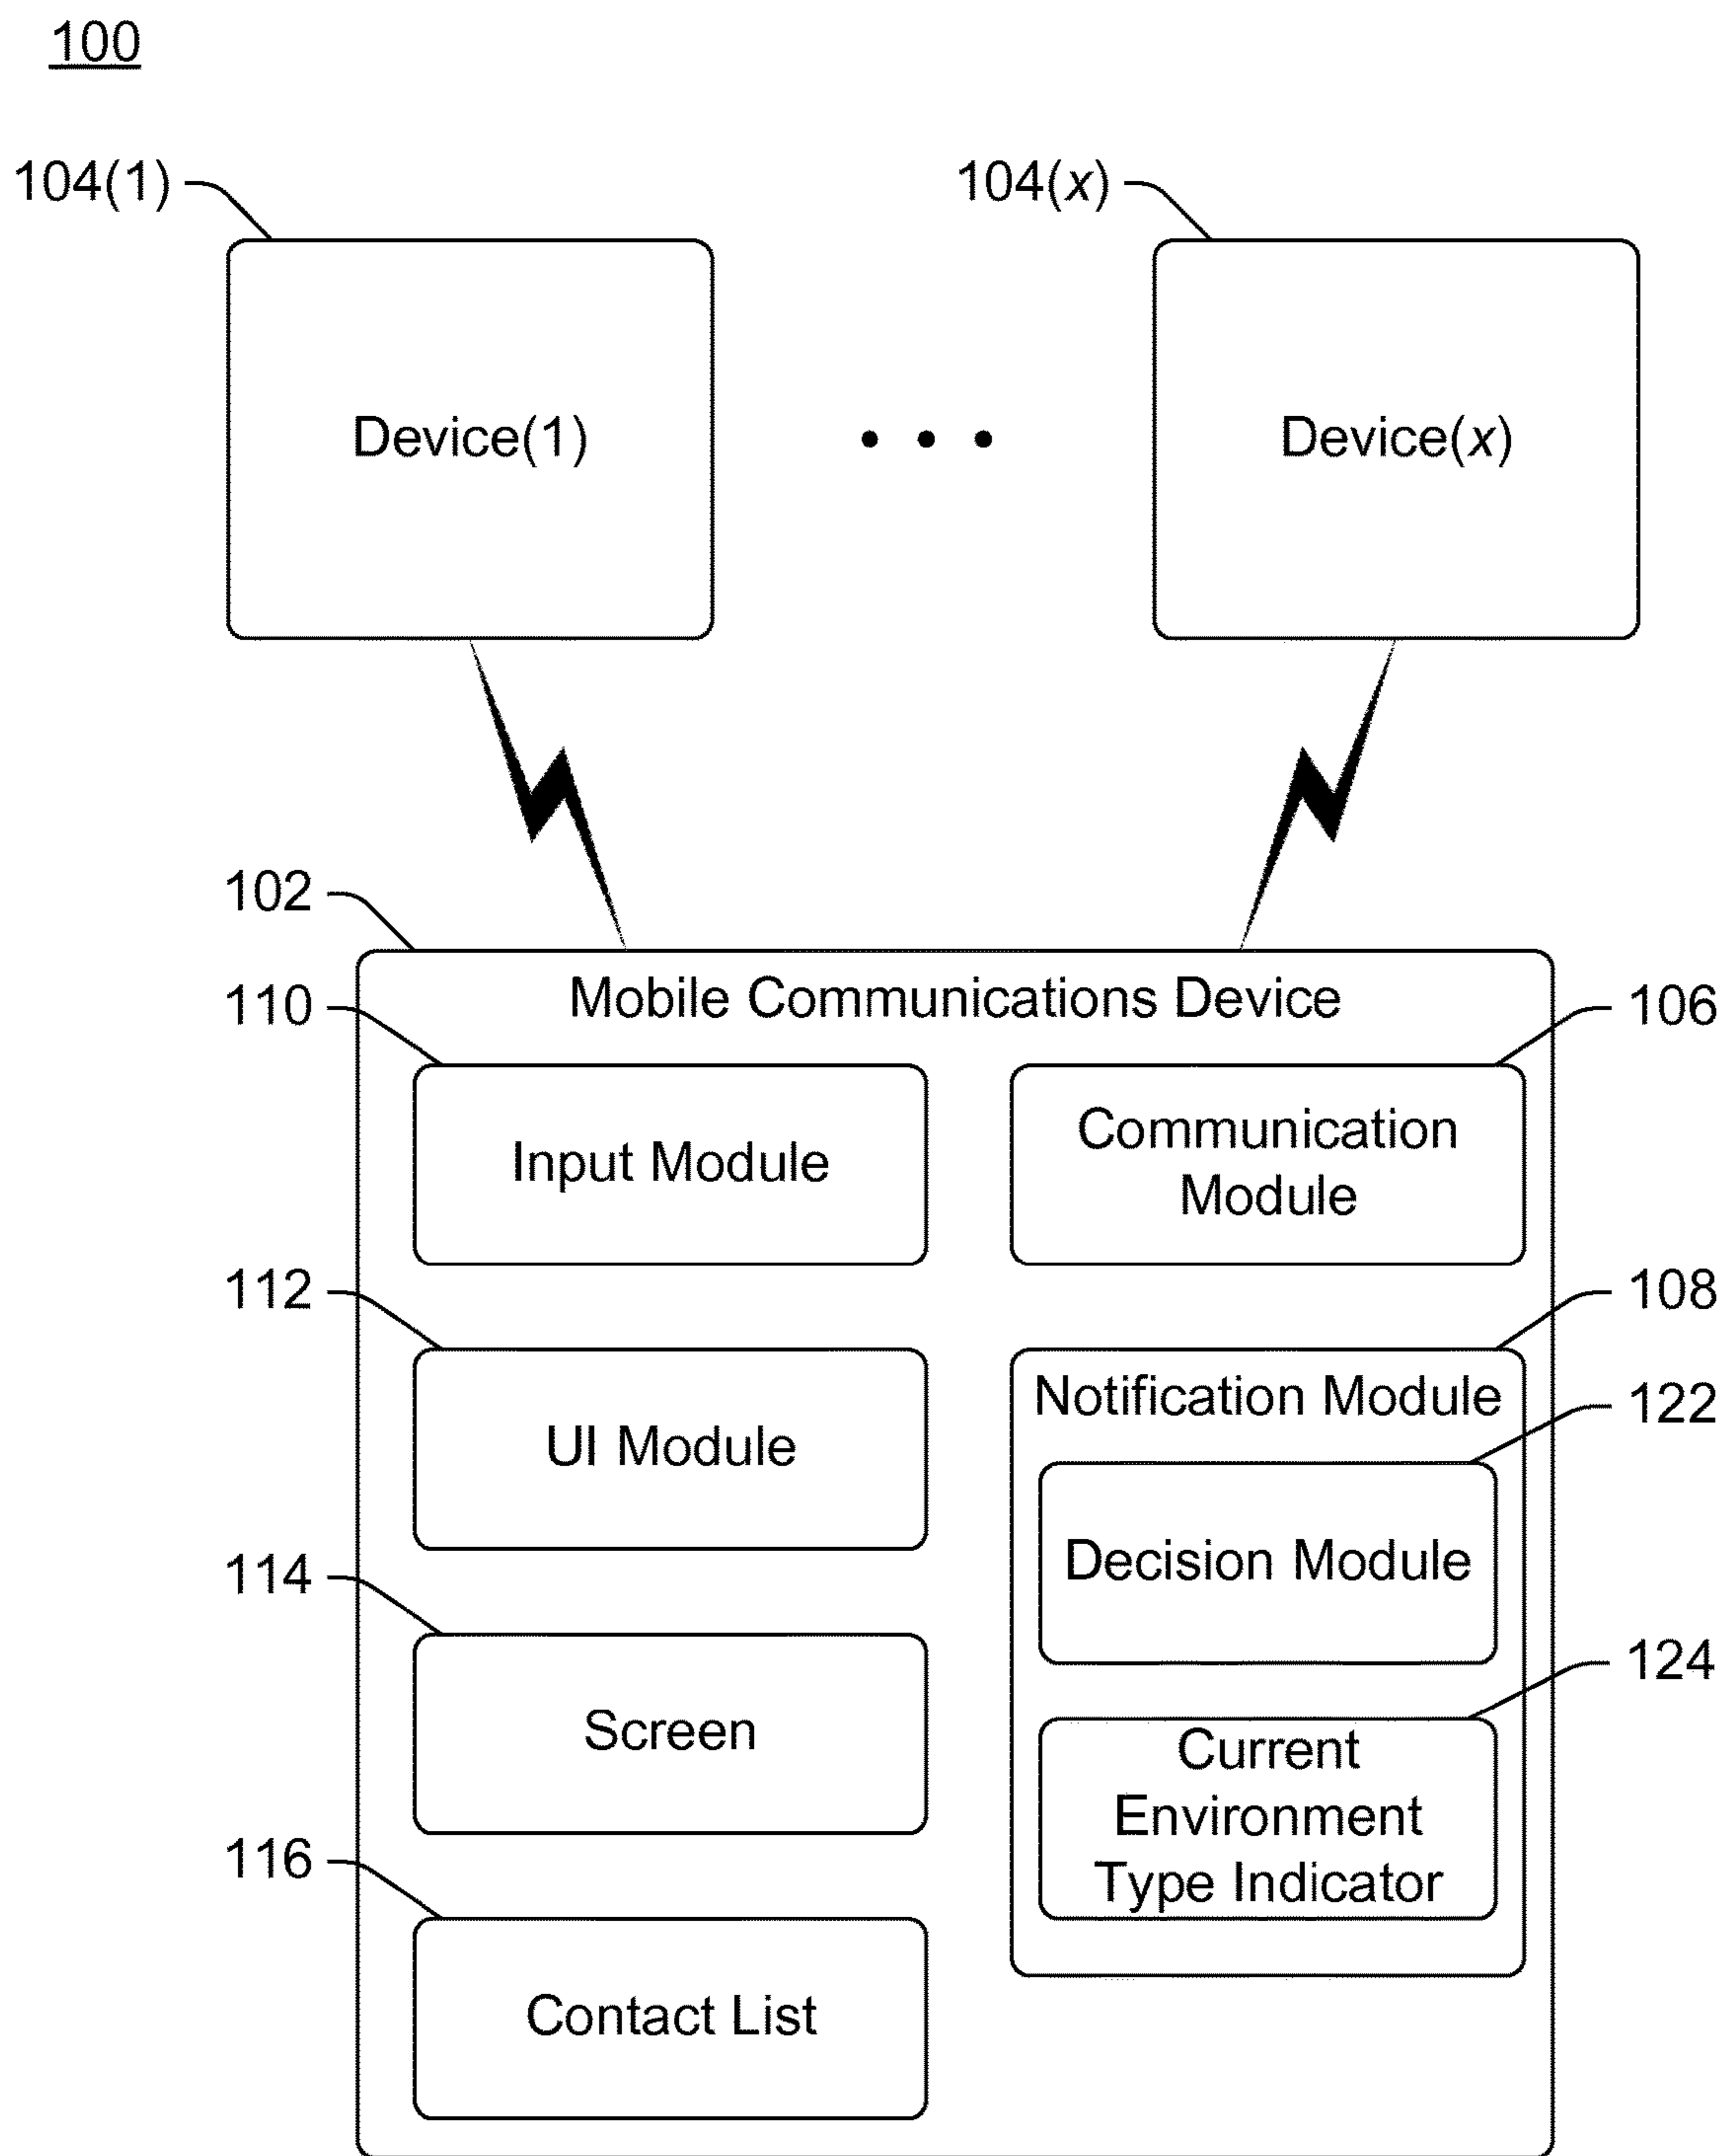 100
104(1)
104(x)
Device(1)
• • •
Device(x)
102
Mobile Communications Device
110
106
Input Module
Communication
Module
112
108
UI Module
Notification Module
122
Decision Module
114
124
Screen
Current
Environment
Type Indicator
116
Contact List